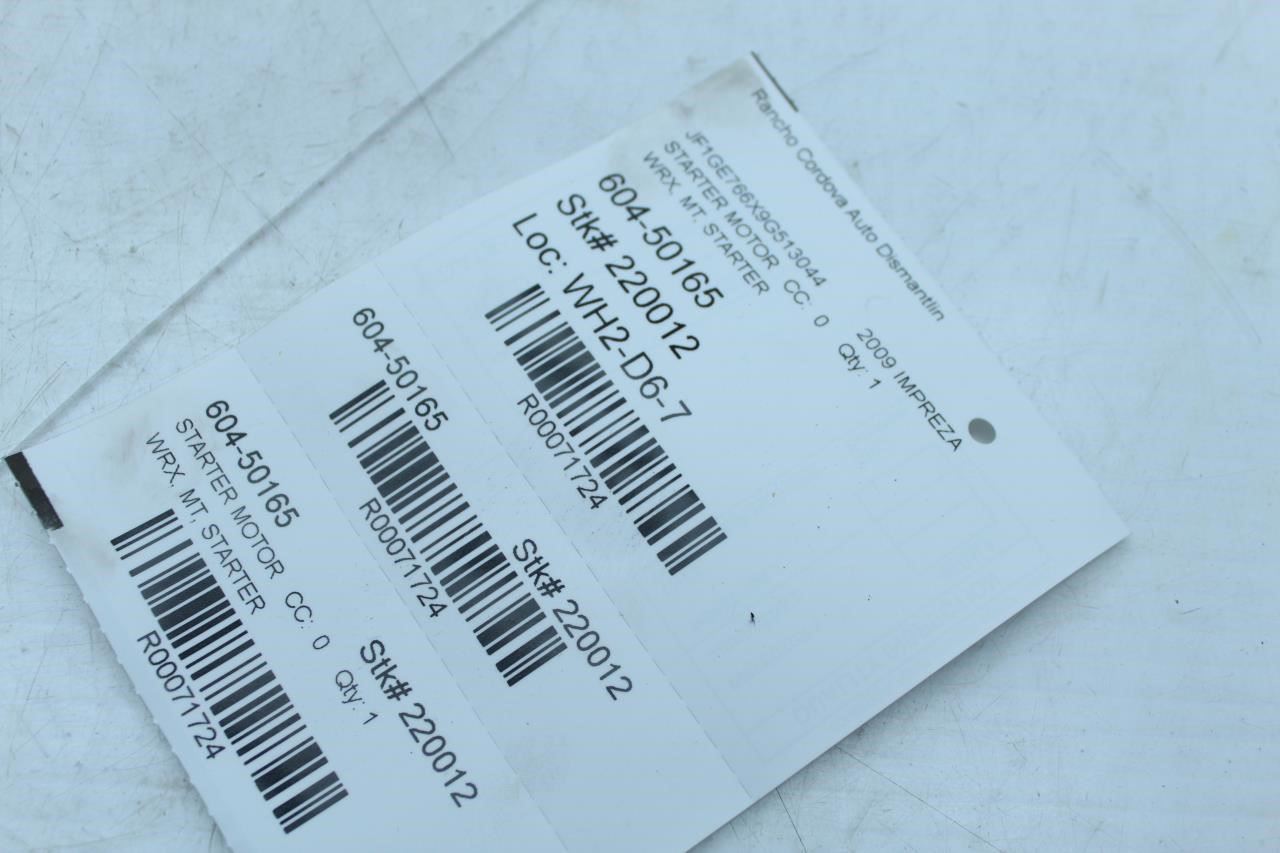 Rancho Cordova Auto Dismantlin
JF1GE766X9G513044 2009 IMPREZA
STARTER MOTOR CC: 0 Qty: 1
WRX, MT, STARTER
604-50165
Stk# 220012
Loc: WH2-D6-7
R00071724
604-50165 Stk# 220012
R00071724
604-50165 Stk# 220012
STARTER MOTOR CC: 0 Qty: 1
WRX, MT, STARTER
R00071724